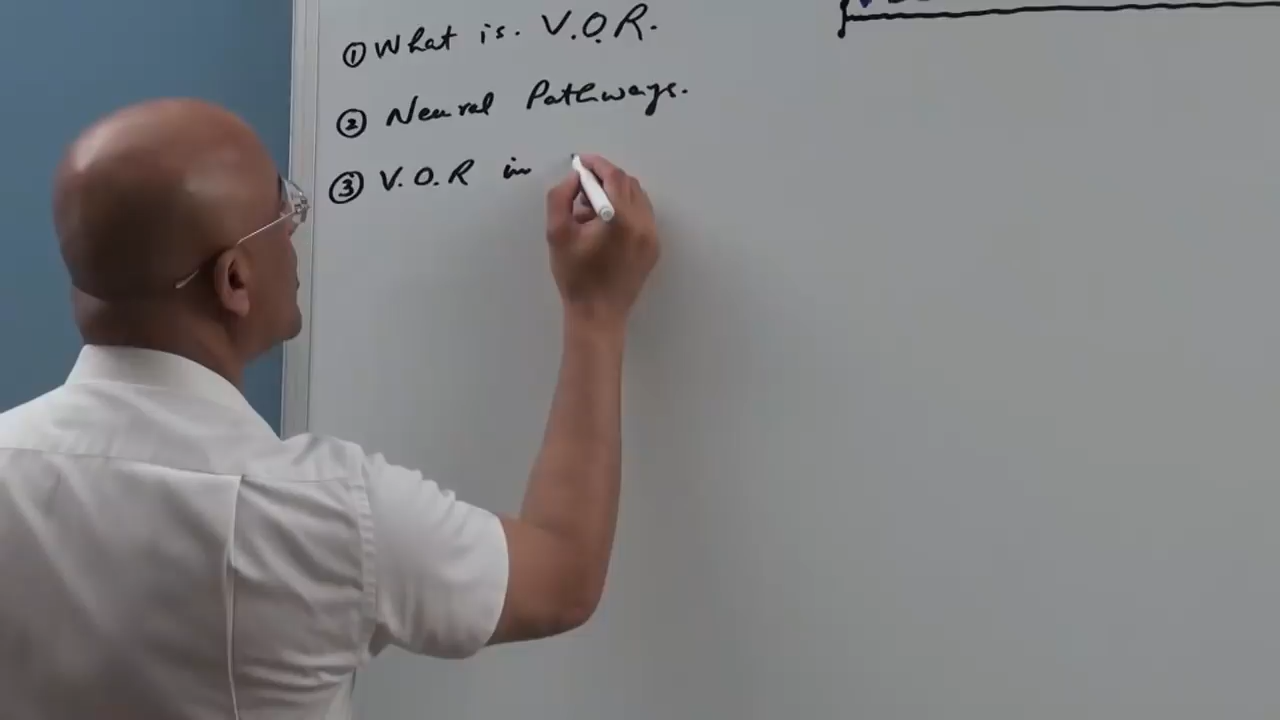 ① What is. V.O.R.
② Neural Pathways.
③ V.O.R in